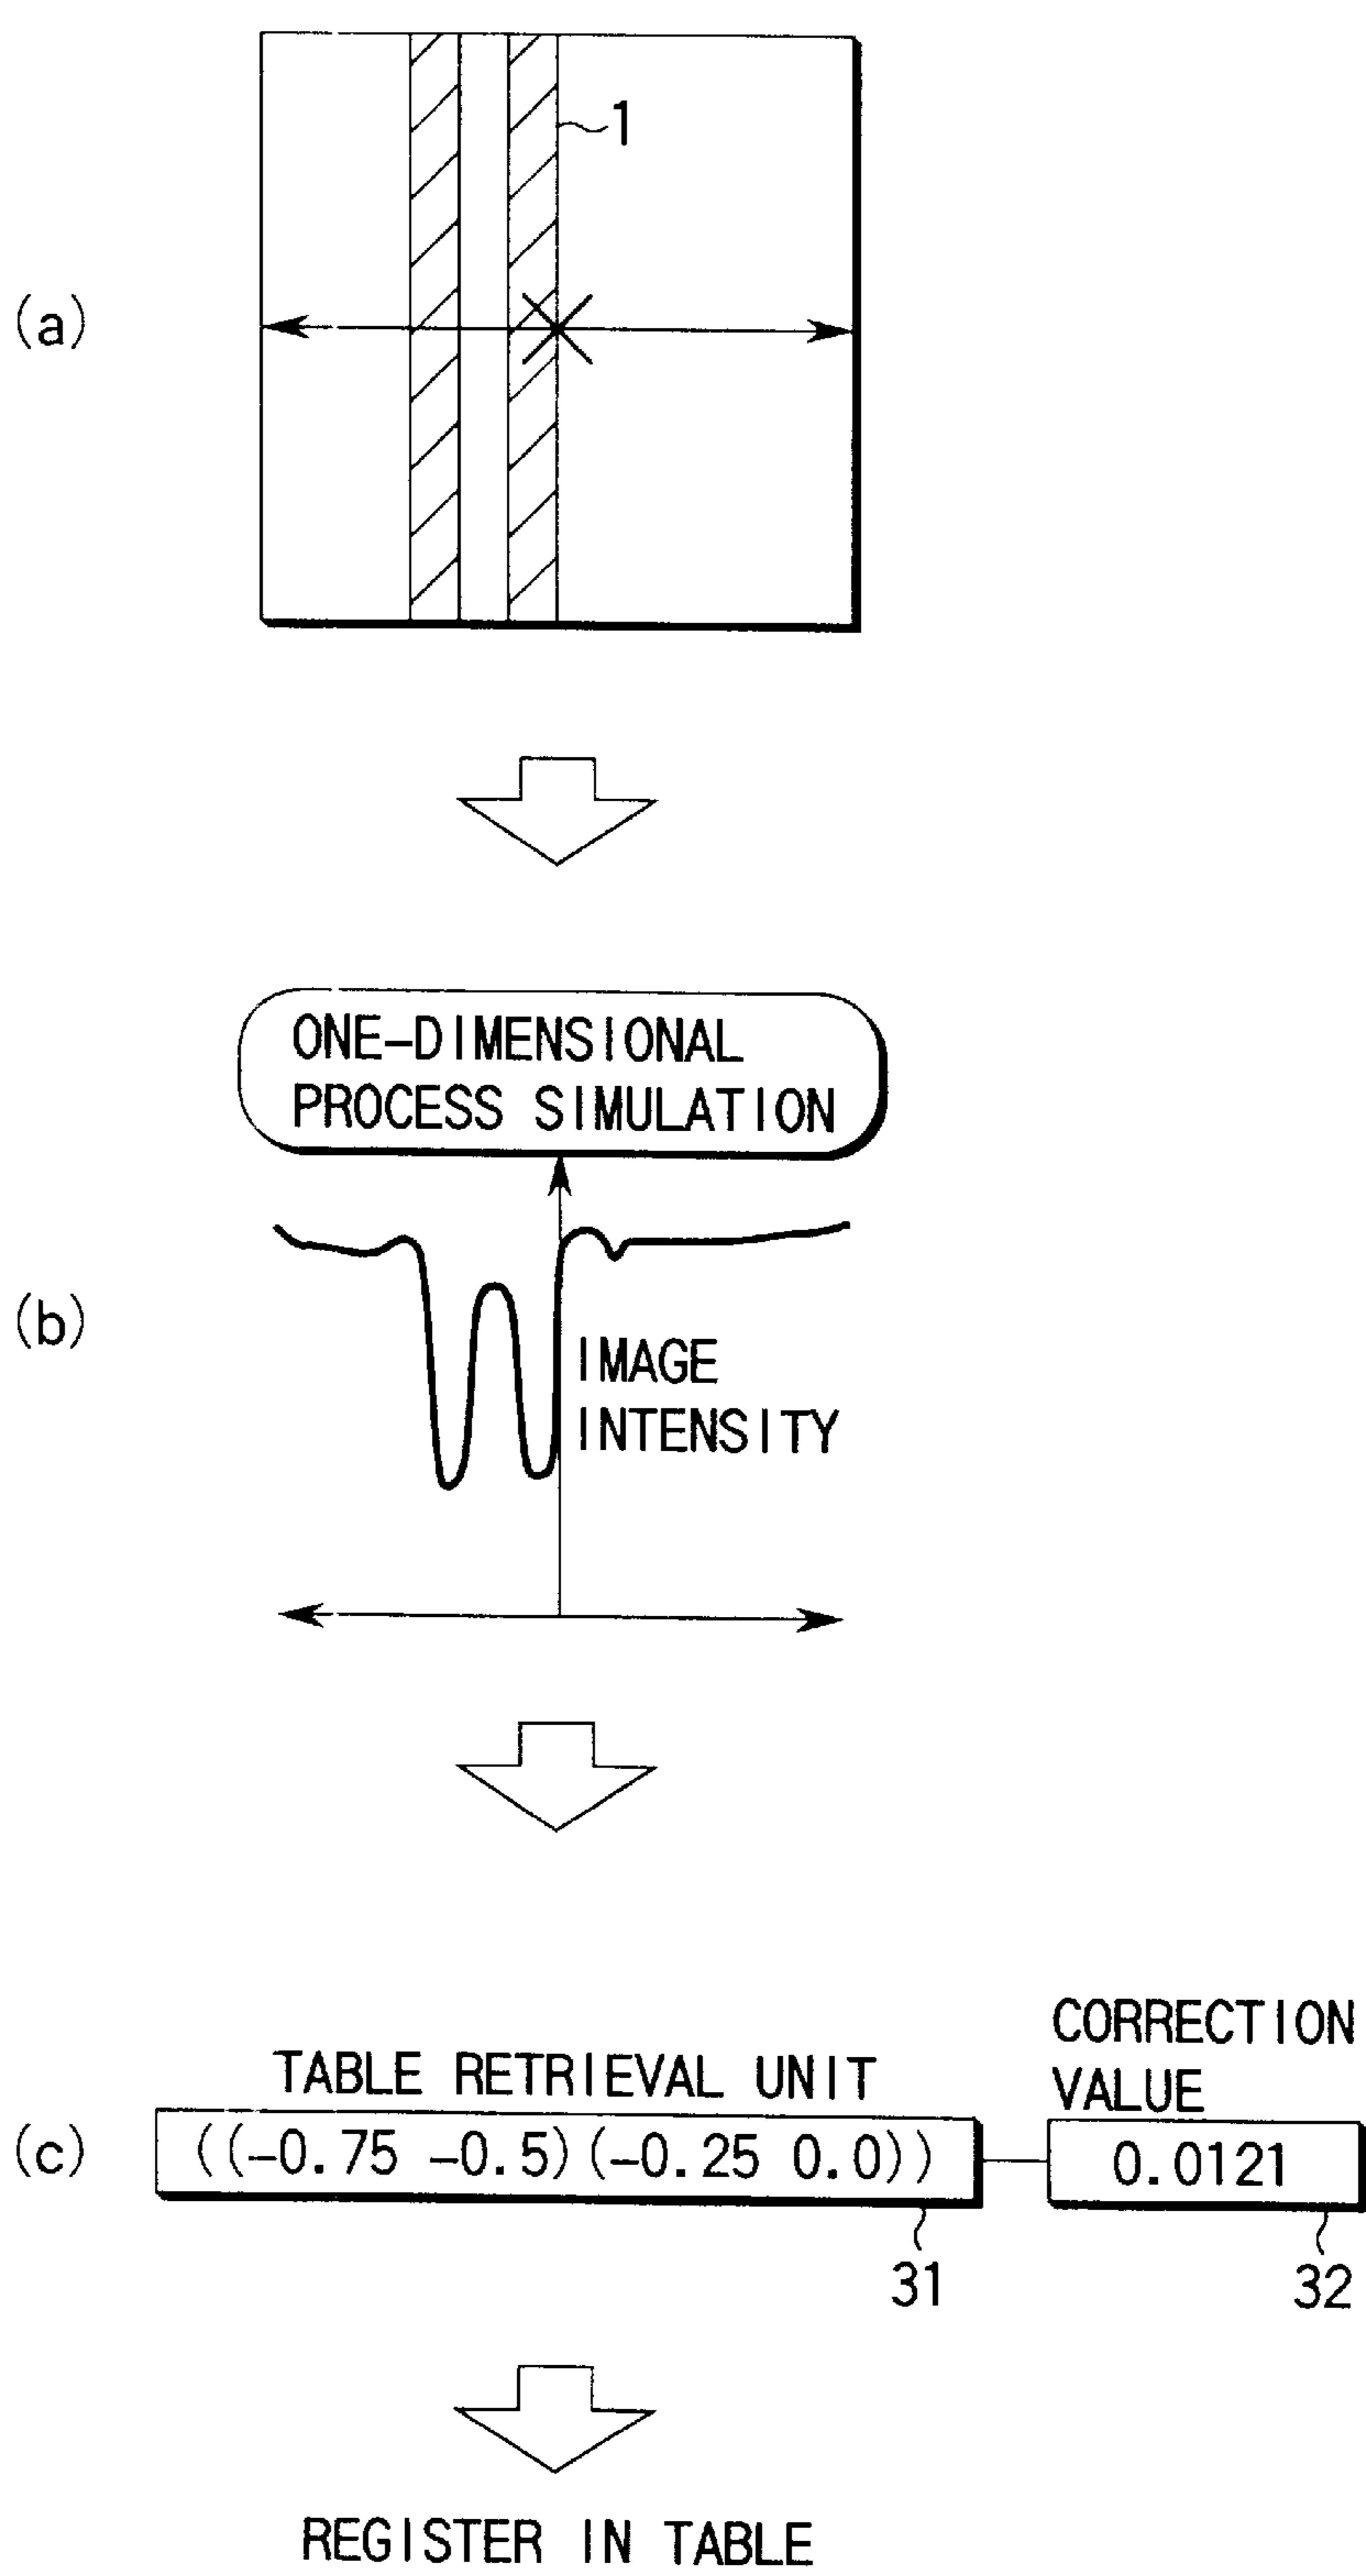 1
(a)
ONE-DIMENSIONAL
PROCESS SIMULATION
(b)
IMAGE
INTENSITY
CORRECTION
VALUE
TABLE RETRIEVAL UNIT
(c)
((-0.75 -0.5)(-0.25 0.0))
0.0121
31
32
REGISTER IN TABLE